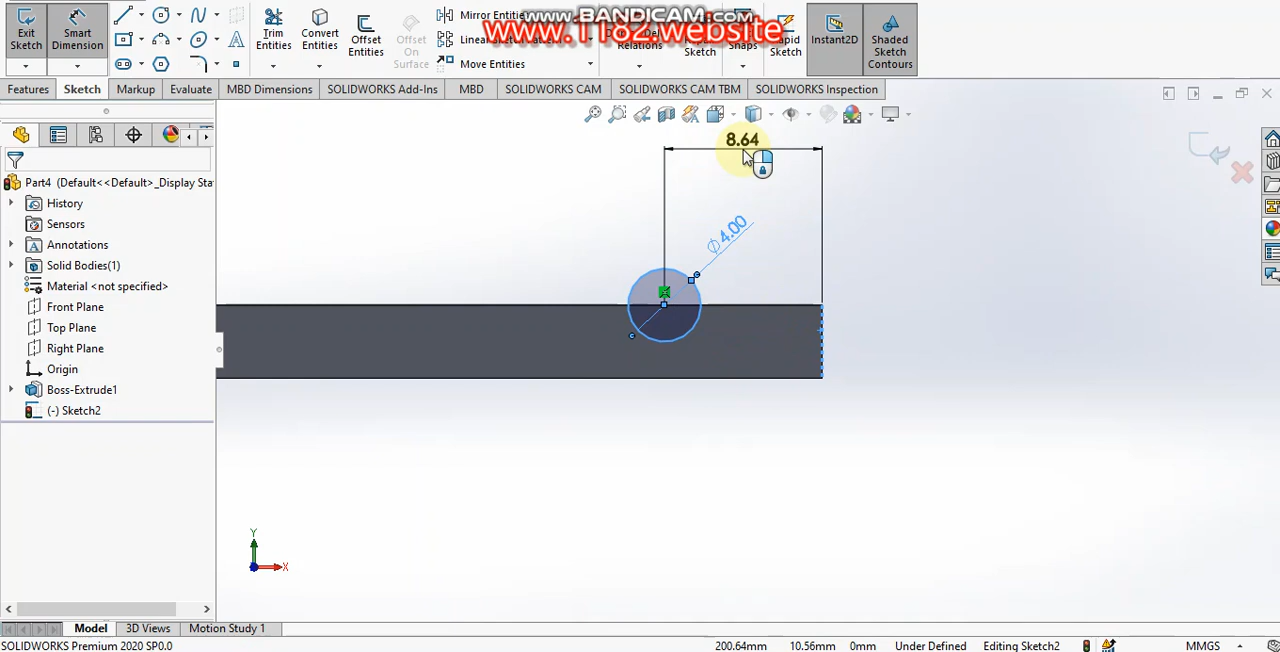 www.BANDICAM.com
www.1182.website
Exit Sketch
Smart Dimension
Trim Entities
Convert Entities
Offset Entities
Offset On Surface
Mirror Entities
Move Entities
Relations
Sketch
Snaps
Sketch
Instant2D
Shaded Sketch Contours
Features
Sketch
Markup
Evaluate
MBD Dimensions
SOLIDWORKS Add-Ins
MBD
SOLIDWORKS CAM
SOLIDWORKS CAM TBM
SOLIDWORKS Inspection
Part4 (Default<<Default>_Display Sta
History
Sensors
Annotations
Solid Bodies(1)
Material <not specified>
Front Plane
Top Plane
Right Plane
Origin
Boss-Extrude1
(-) Sketch2
8.64
∅4.00
Y
X
Model
3D Views
Motion Study 1
SOLIDWORKS Premium 2020 SP0.0
200.64mm
10.56mm
0mm
Under Defined
Editing Sketch2
MMGS